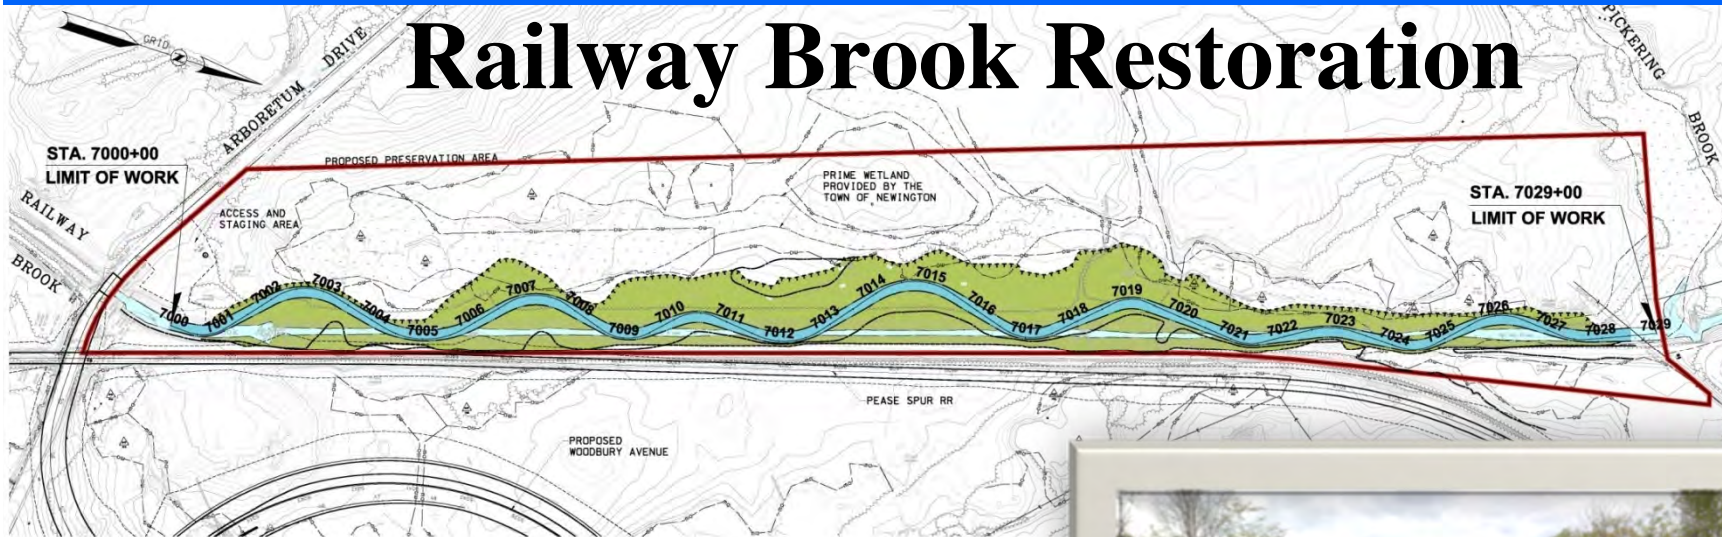 Railway Brook Restoration
GRID
N
ARBORETUM DRIVE
PICKERING
BROOK
STA. 7000+00
LIMIT OF WORK
RAILWAY
BROOK
PROPOSED PRESERVATION AREA
ACCESS AND
STAGING AREA
PRIME WETLAND
PROVIDED BY THE
TOWN OF NEWINGTON
STA. 7029+00
LIMIT OF WORK
7000
7001
7002
7003
7004
7005
7006
7007
7008
7009
7010
7011
7012
7013
7014
7015
7016
7017
7018
7019
7020
7021
7022
7023
7024
7025
7026
7027
7028
7029
PEASE SPUR RR
PROPOSED
WOODBURY AVENUE